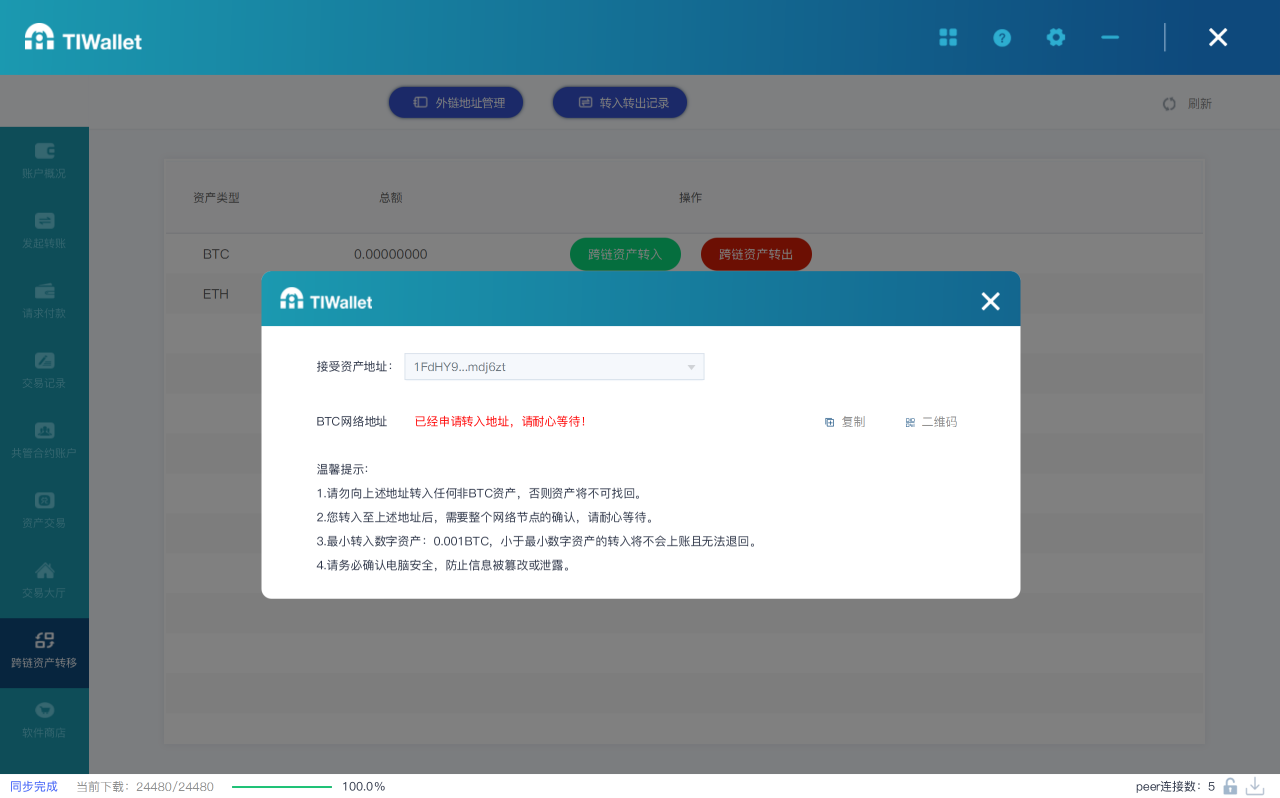 TIWallet
外链地址管理
转入转出记录
刷新
账户概况
发起转账
请求付款
交易记录
共管合约账户
资产交易
交易大厅
跨链资产转移
软件商店
资产类型 总额 操作
BTC 0.00000000 跨链资产转入 跨链资产转出
ETH
TIWallet
接受资产地址： 1FdHY9...mdj6zt
BTC网络地址 已经申请转入地址，请耐心等待！ 复制 二维码
温馨提示：
1.请勿向上述地址转入任何非BTC资产，否则资产将不可找回。
2.您转入至上述地址后，需要整个网络节点的确认，请耐心等待。
3.最小转入数字资产：0.001BTC，小于最小数字资产的转入将不会上账且无法退回。
4.请务必确认电脑安全，防止信息被篡改或泄露。
同步完成 当前下载：24480/24480 100.0% peer连接数：5